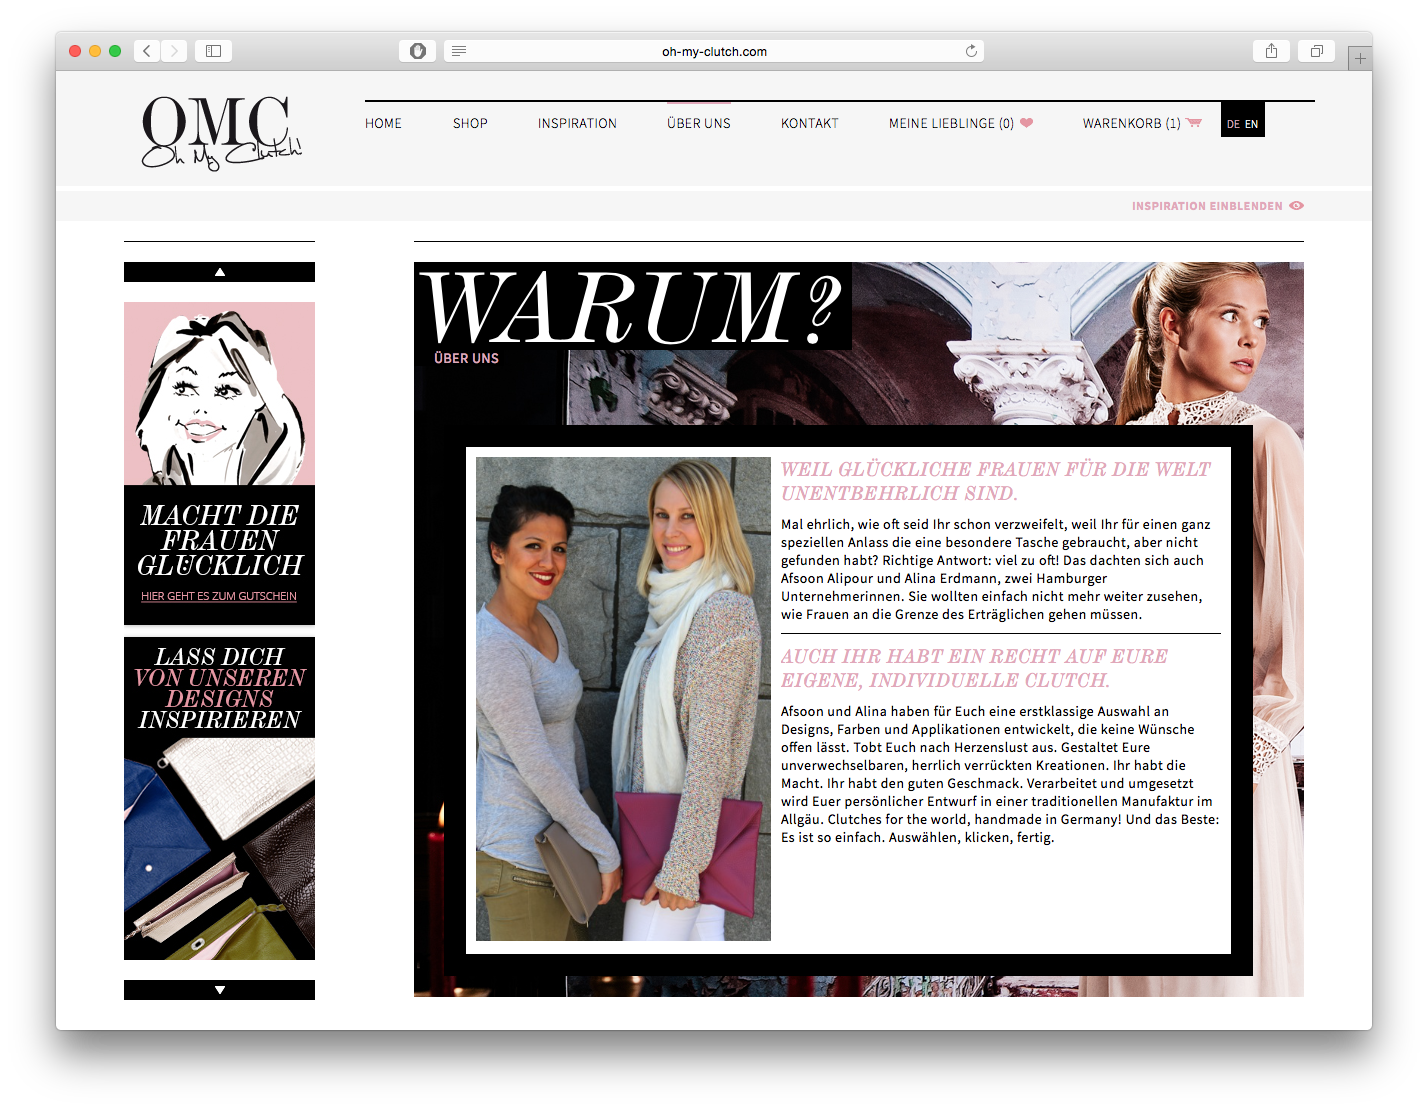 oh-my-clutch.com
OMC
Oh My Clutch!
HOME SHOP INSPIRATION ÜBER UNS KONTAKT MEINE LIEBLINGE (0) WARENKORB (1) DE EN
INSPIRATION EINBLENDEN
MACHT DIE
FRAUEN
GLÜCKLICH
HIER GEHT ES ZUM GUTSCHEIN
LASS DICH
VON UNSEREN
DESIGNS
INSPIRIEREN
WARUM?
ÜBER UNS
WEIL GLÜCKLICHE FRAUEN FÜR DIE WELT
UNENTBEHRLICH SIND.
Mal ehrlich, wie oft seid Ihr schon verzweifelt, weil Ihr für einen ganz
speziellen Anlass die eine besondere Tasche gebraucht, aber nicht
gefunden habt? Richtige Antwort: viel zu oft! Das dachten sich auch
Afsoon Alipour und Alina Erdmann, zwei Hamburger
Unternehmerinnen. Sie wollten einfach nicht mehr weiter zusehen,
wie Frauen an die Grenze des Erträglichen gehen müssen.
AUCH IHR HABT EIN RECHT AUF EURE
EIGENE, INDIVIDUELLE CLUTCH.
Afsoon und Alina haben für Euch eine erstklassige Auswahl an
Designs, Farben und Applikationen entwickelt, die keine Wünsche
offen lässt. Tobt Euch nach Herzenslust aus. Gestaltet Eure
unverwechselbaren, herrlich verrückten Kreationen. Ihr habt die
Macht. Ihr habt den guten Geschmack. Verarbeitet und umgesetzt
wird Euer persönlicher Entwurf in einer traditionellen Manufaktur im
Allgäu. Clutches for the world, handmade in Germany! Und das Beste:
Es ist so einfach. Auswählen, klicken, fertig.